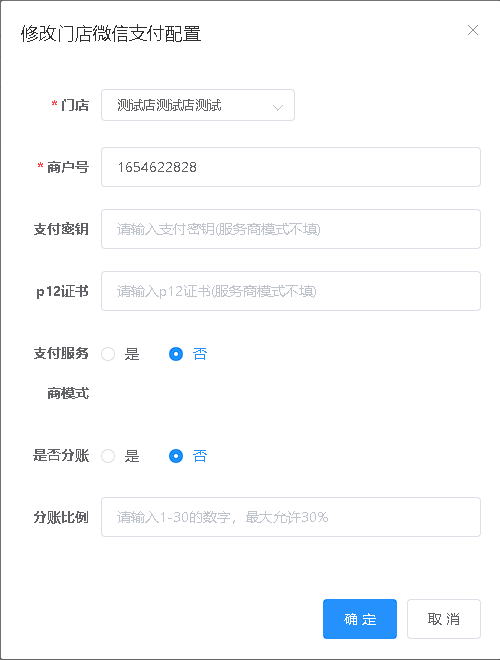 修改门店微信支付配置
* 门店 测试店测试店测试
* 商户号 1654622828
支付密钥 请输入支付密钥(服务商模式不填)
p12证书 请输入p12证书(服务商模式不填)
支付服务 是 否
商模式
是否分账 是 否
分账比例 请输入1-30的数字，最大允许30%
确 定 取 消